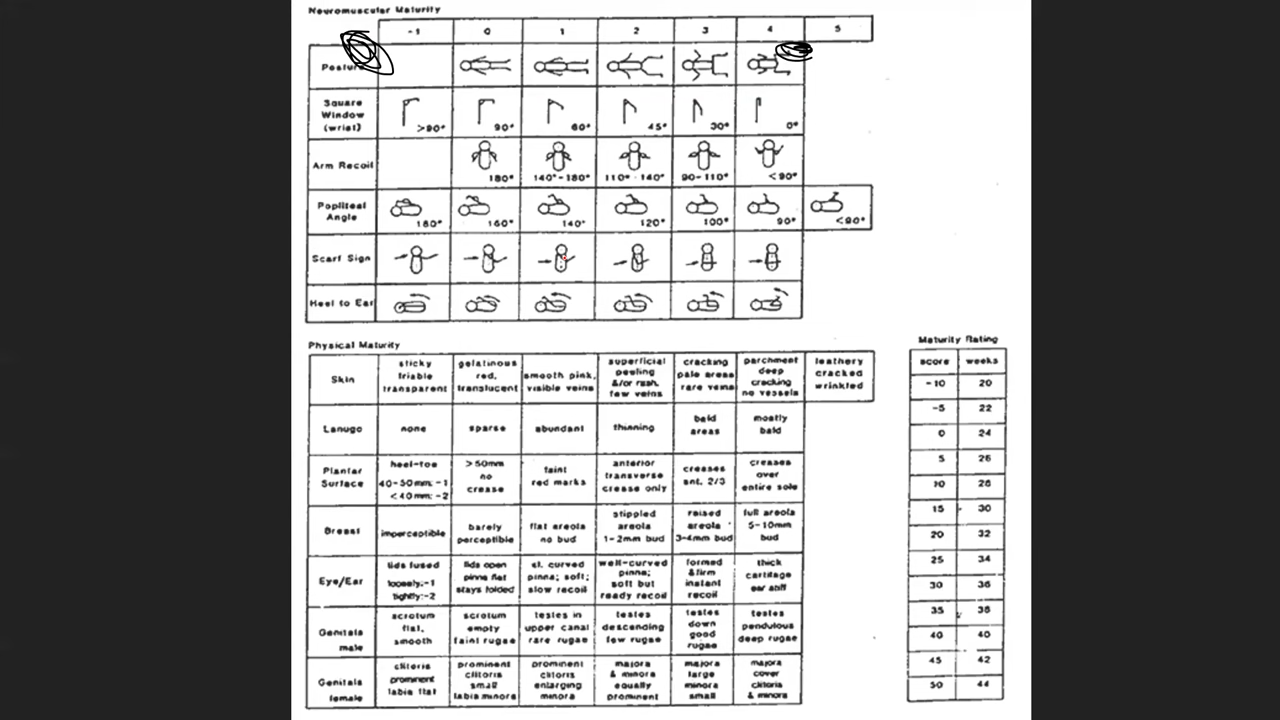 Neuromuscular Maturity
-1 0 1 2 3 4 5
Posture
Square Window (wrist) >90° 90° 60° 45° 30° 0°
Arm Recoil 180° 140°-180° 110°-140° 90-110° <90°
Popliteal Angle 180° 160° 140° 120° 100° 90° <90°
Scarf Sign
Heel to Ear
Physical Maturity
Skin
sticky friable transparent
gelatinous red, translucent
smooth pink, visible veins
superficial peeling &/or rash, few veins
cracking pale areas rare veins
parchment deep cracking no vessels
leathery cracked wrinkled
Lanugo none sparse abundant thinning bald areas mostly bald
Plantar Surface
heel-toe 40-50mm: -1 <40mm: -2
>50mm no crease
faint red marks
anterior transverse crease only
creases ant. 2/3
creases over entire sole
Breast
imperceptible
barely perceptible
flat areola no bud
stippled areola 1-2mm bud
raised areola 3-4mm bud
full areola 5-10mm bud
Eye/Ear
lids fused loosely:-1 tightly:-2
lids open pinna flat stays folded
sl. curved pinna; soft; slow recoil
well-curved pinna; soft but ready recoil
formed &firm instant recoil
thick cartilage ear stiff
Genitals male
scrotum flat, smooth
scrotum empty faint rugae
testes in upper canal rare rugae
testes descending few rugae
testes down good rugae
testes pendulous deep rugae
Genitals female
clitoris prominent labia flat
prominent clitoris small labia minora
prominent clitoris enlarging minora
majora & minora equally prominent
majora large minora small
majora cover clitoris & minora
Maturity Rating
score weeks
-10 20
-5 22
0 24
5 26
10 28
15 30
20 32
25 34
30 36
35 38
40 40
45 42
50 44